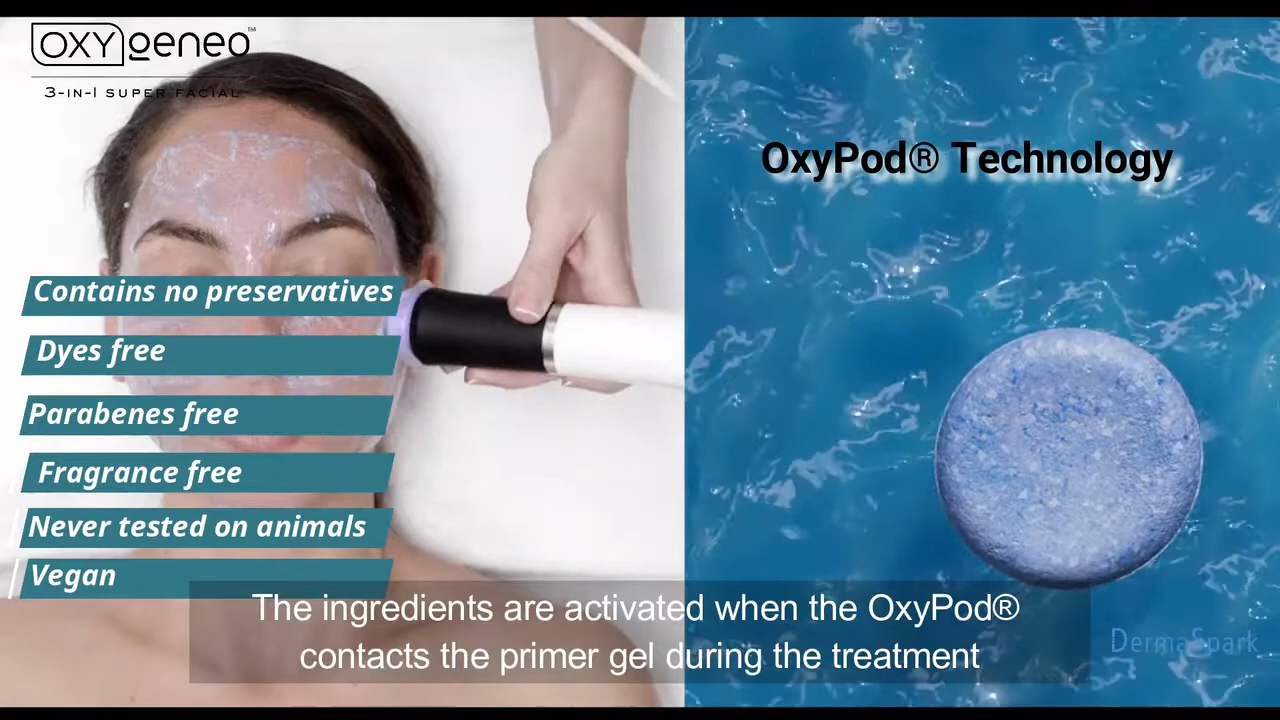 OXYgeneo™
3-IN-1 SUPER FACIAL
OxyPod® Technology
Contains no preservatives
Dyes free
Parabenes free
Fragrance free
Never tested on animals
Vegan
The ingredients are activated when the OxyPod®
contacts the primer gel during the treatment
DermaSpark